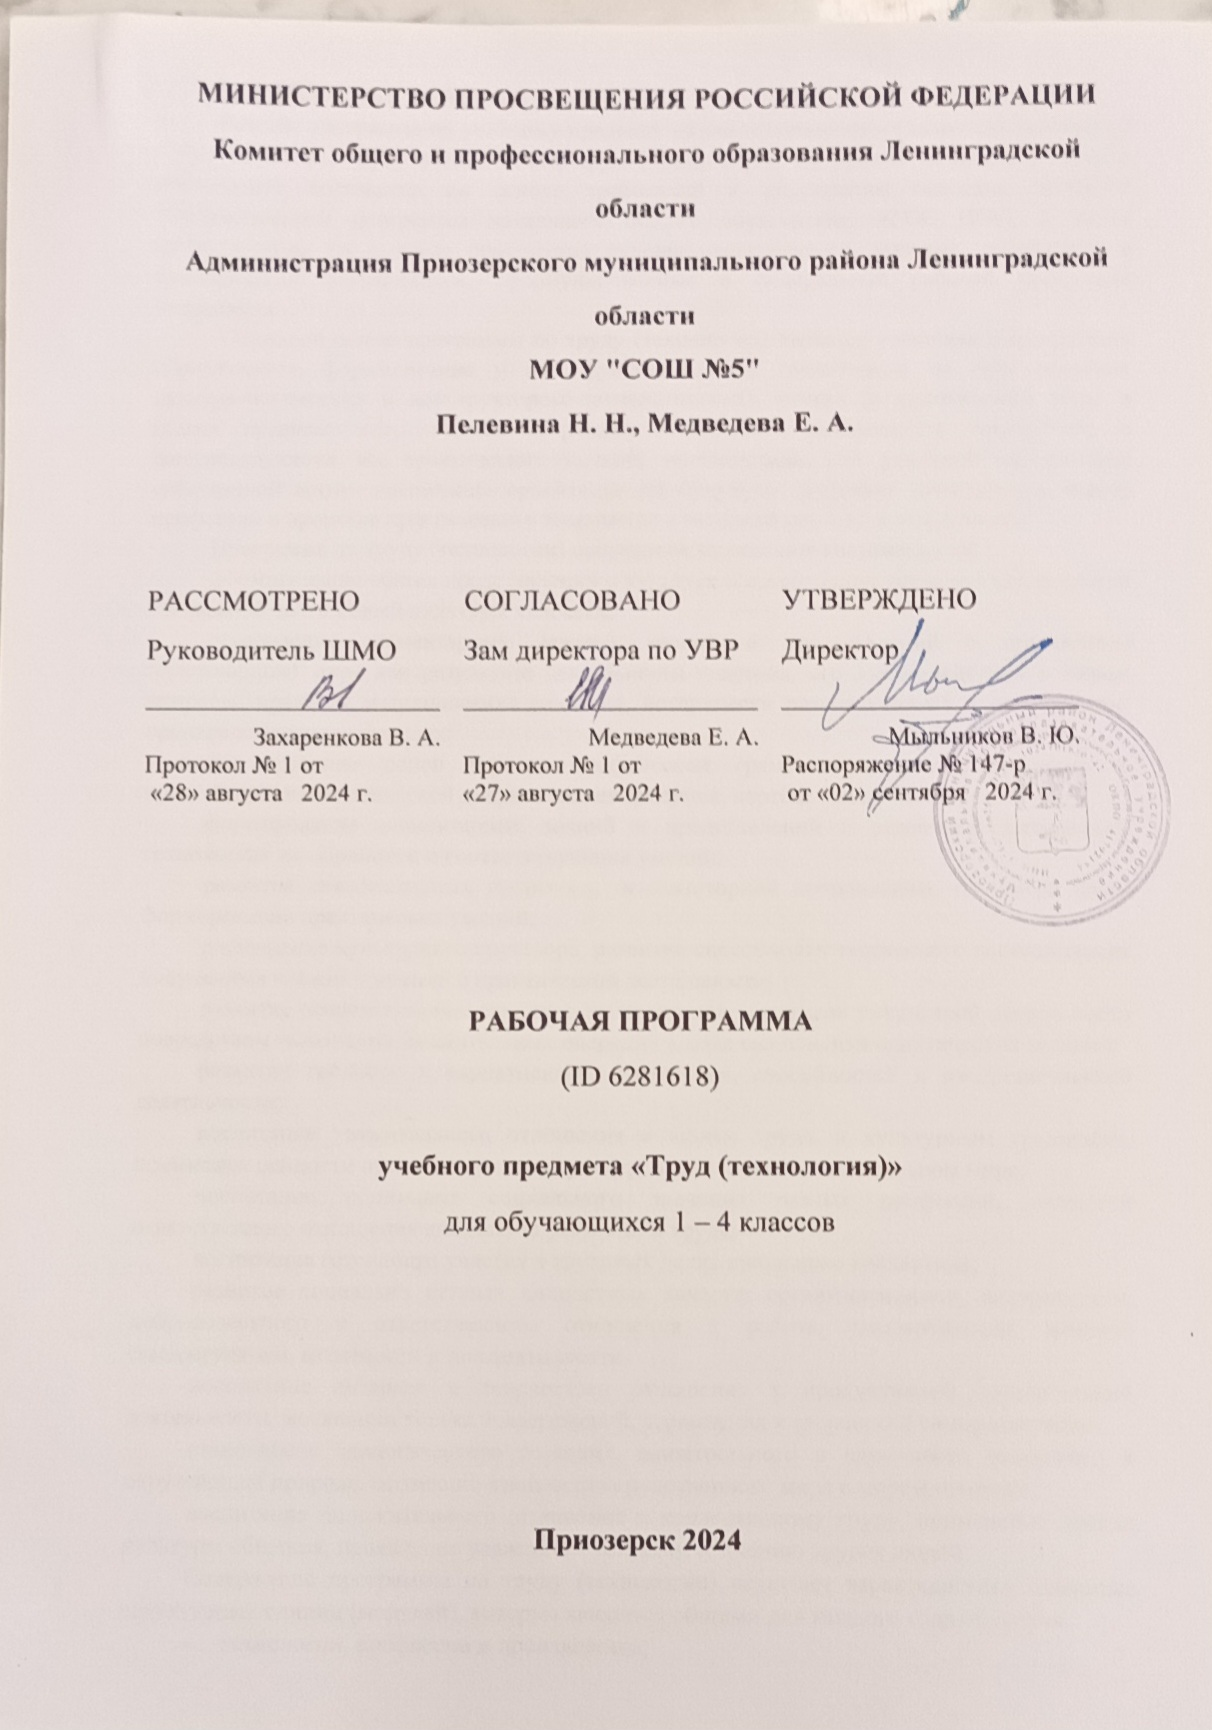 МИНИСТЕРСТВО ПРОСВЕЩЕНИЯ РОССИЙСКОЙ ФЕДЕРАЦИИ
Комитет общего и профессионального образования Ленинградской
области
Администрация Приозерского муниципального района Ленинградской
области
МОУ "СОШ №5"
Пелевина Н. Н., Медведева Е. А.
РАССМОТРЕНО
Руководитель ШМО
Захаренкова В. А.
Протокол № 1 от
«28» августа 2024 г.
СОГЛАСОВАНО
Зам директора по УВР
Медведева Е. А.
Протокол № 1 от
«27» августа 2024 г.
УТВЕРЖДЕНО
Директор
Мыльников В. Ю.
Распоряжение № 147-р
от «02» сентября 2024 г.
РАБОЧАЯ ПРОГРАММА
(ID 6281618)
учебного предмета «Труд (технология)»
для обучающихся 1 – 4 классов
Приозерск 2024